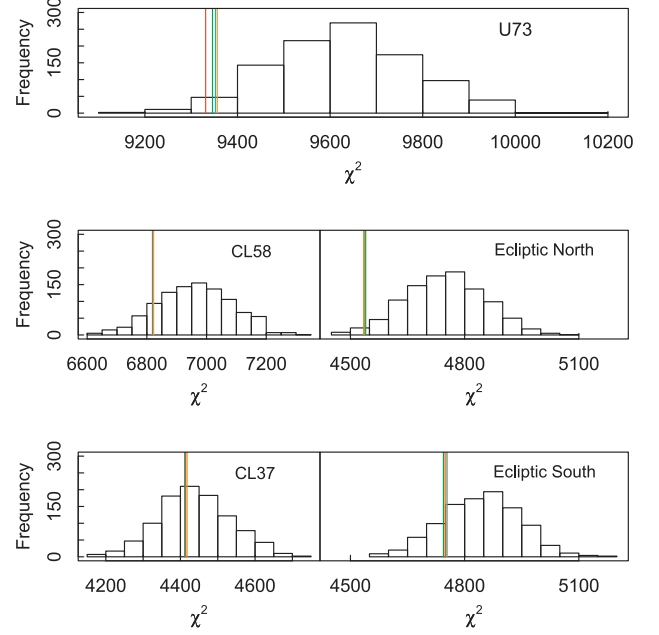 Frequency
0 150 300
U73
9200 9400 9600 9800 10000 10200
χ²
Frequency
0 150 300
CL58
Ecliptic North
6600 6800 7000 7200
4500 4800 5100
χ²
χ²
Frequency
0 150 300
CL37
Ecliptic South
4200 4400 4600
4500 4800 5100
χ²
χ²